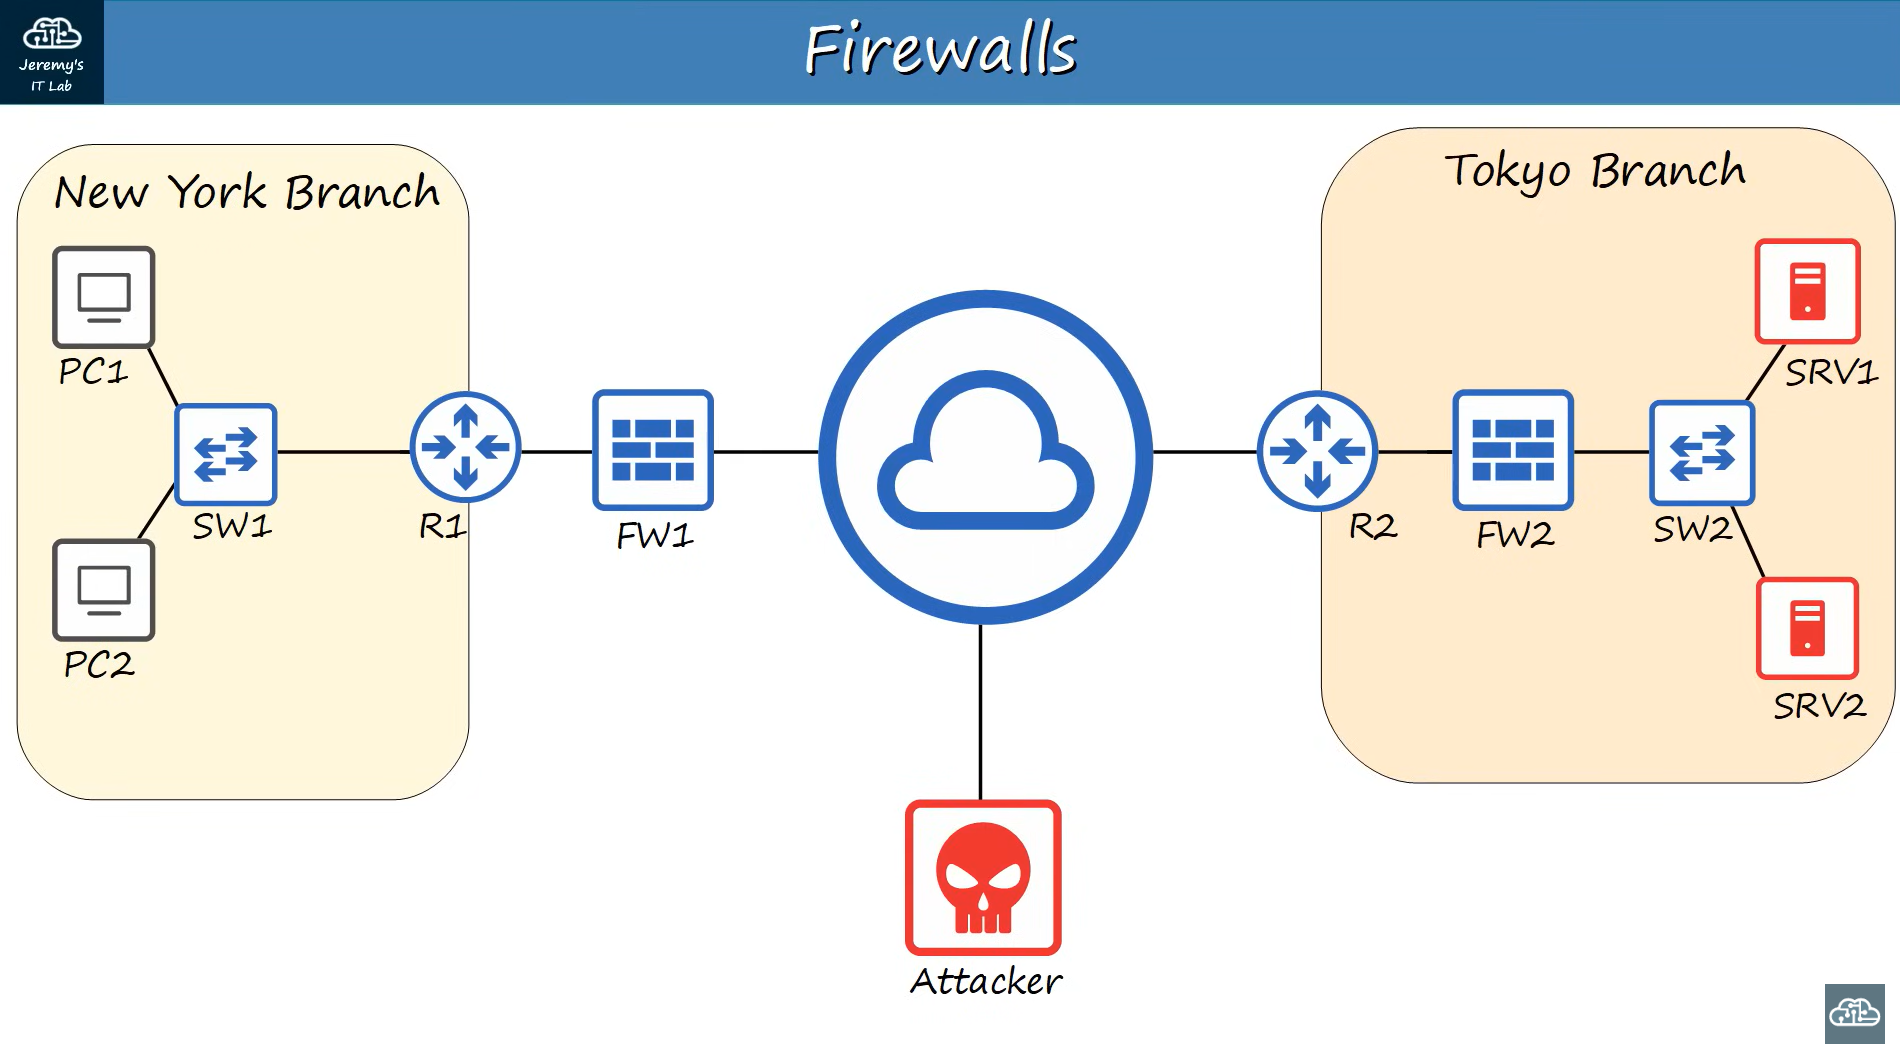 Jeremy's
IT Lab
Firewalls
New York Branch
Tokyo Branch
PC1
SRV1
SW1
R1
FW1
R2
FW2
SW2
PC2
SRV2
Attacker